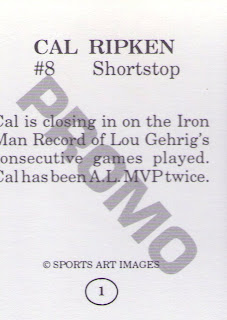 CAL RIPKEN
#8 Shortstop
Cal is closing in on the Iron
Man Record of Lou Gehrig's
consecutive games played.
Cal has been A.L. MVP twice.
PROMO
© SPORTS ART IMAGES
1